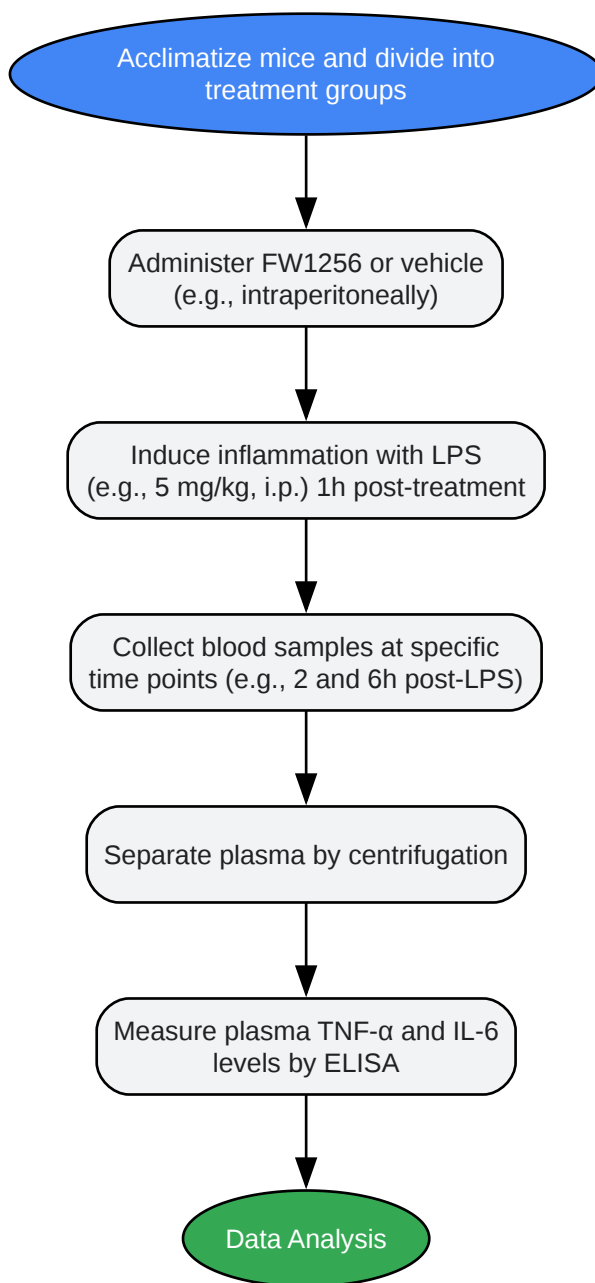 Acclimatize mice and divide into
treatment groups
Administer FW1256 or vehicle
(e.g., intraperitoneally)
Induce inflammation with LPS
(e.g., 5 mg/kg, i.p.) 1h post-treatment
Collect blood samples at specific
time points (e.g., 2 and 6h post-LPS)
Separate plasma by centrifugation
Measure plasma TNF-α and IL-6
levels by ELISA
Data Analysis